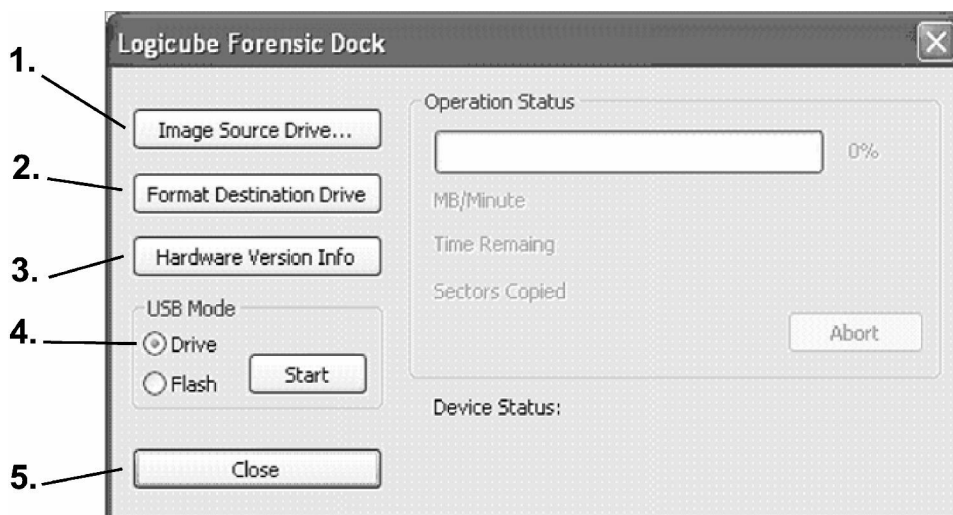 Logicube Forensic Dock
1.
Image Source Drive...
2.
Format Destination Drive
3.
Hardware Version Info
USB Mode
4.
Drive
Flash
Start
5.
Close
Operation Status
0%
MB/Minute
Time Remaing
Sectors Copied
Abort
Device Status: